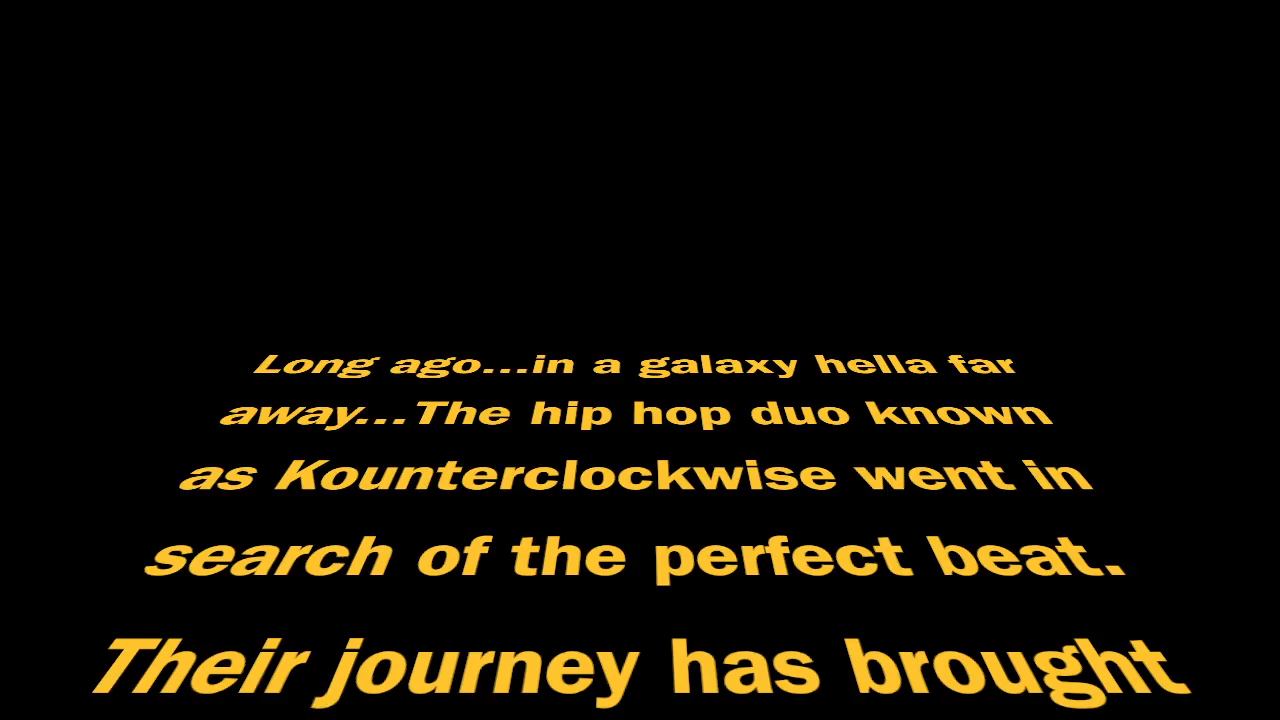 Long ago...in a galaxy hella far
away...The hip hop duo known
as Kounterclockwise went in
search of the perfect beat.
Their journey has brought